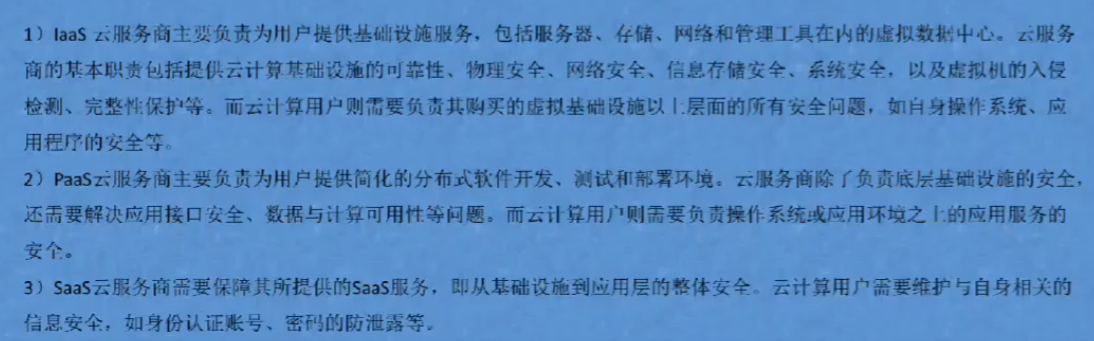 1）IaaS 云服务商主要负责为用户提供基础设施服务，包括服务器、存储、网络和管理工具在内的虚拟数据中心。云服务
商的基本职责包括提供云计算基础设施的可靠性、物理安全、网络安全、信息存储安全、系统安全，以及虚拟机的入侵
检测、完整性保护等。而云计算用户则需要负责其购买的虚拟基础设施以上层面的所有安全问题，如自身操作系统、应
用程序的安全等。
2）PaaS云服务商主要负责为用户提供简化的分布式软件开发、测试和部署环境。云服务商除了负责底层基础设施的安全，
还需要解决应用接口安全、数据与计算可用性等问题。而云计算用户则需要负责操作系统或应用环境之上的应用服务的
安全。
3）SaaS云服务商需要保障其所提供的SaaS服务，即从基础设施到应用层的整体安全。云计算用户需要维护与自身相关的
信息安全，如身份认证账号、密码的防泄露等。